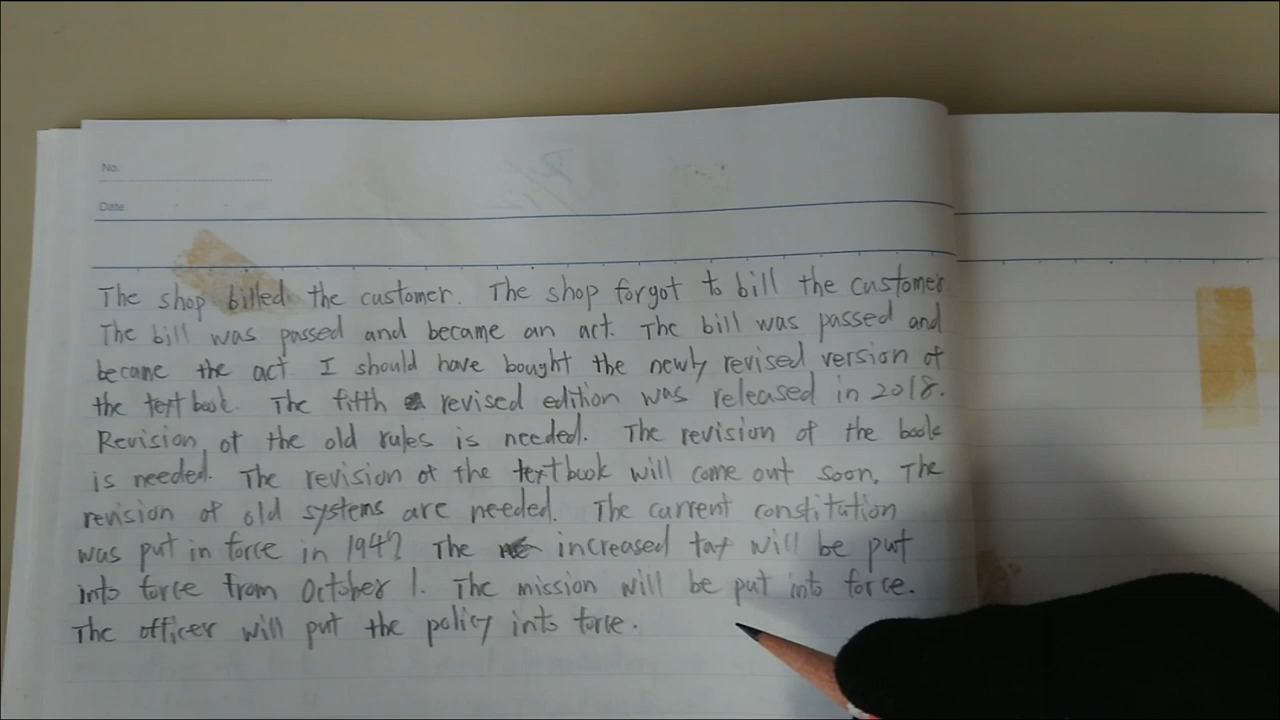 No.
Date
The shop billed the customer. The shop forgot to bill the customer
The bill was passed and became an act. The bill was passed and
became the act. I should have bought the newly revised version of
the text book. The fifth revised edition was released in 2018.
Revision of the old rules is needed. The revision of the book
is needed. The revision of the textbook will come out soon. The
revision of old systems are needed. The current constitution
was put in force in 1947 The increased tax will be put
into force from October 1. The mission will be put into force.
The officer will put the policy into force.